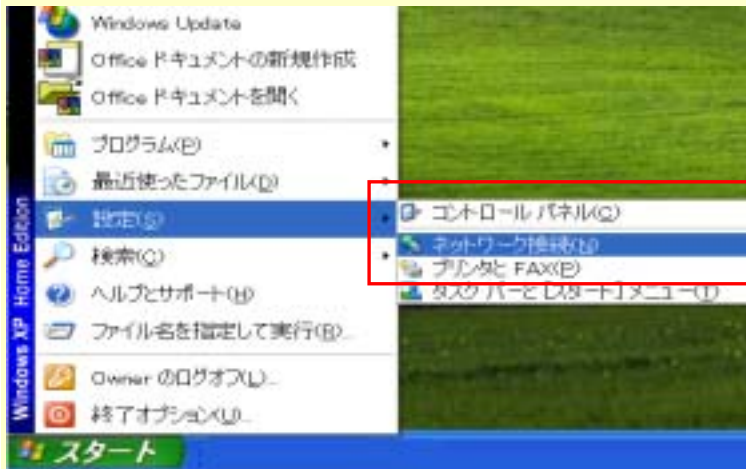 Windows Update
Office ドキュメントの新規作成
Office ドキュメントを開く
プログラム(P)
最近使ったファイル(D)
設定(S)
検索(C)
ヘルプとサポート(H)
ファイル名を指定して実行(R)...
Owner のログオフ(L)...
終了オプション(U)...
コントロール パネル(C)
ネットワーク接続(N)
プリンタと FAX(P)
タスク バーと [スタート] メニュー(T)
Windows XP Home Edition
スタート